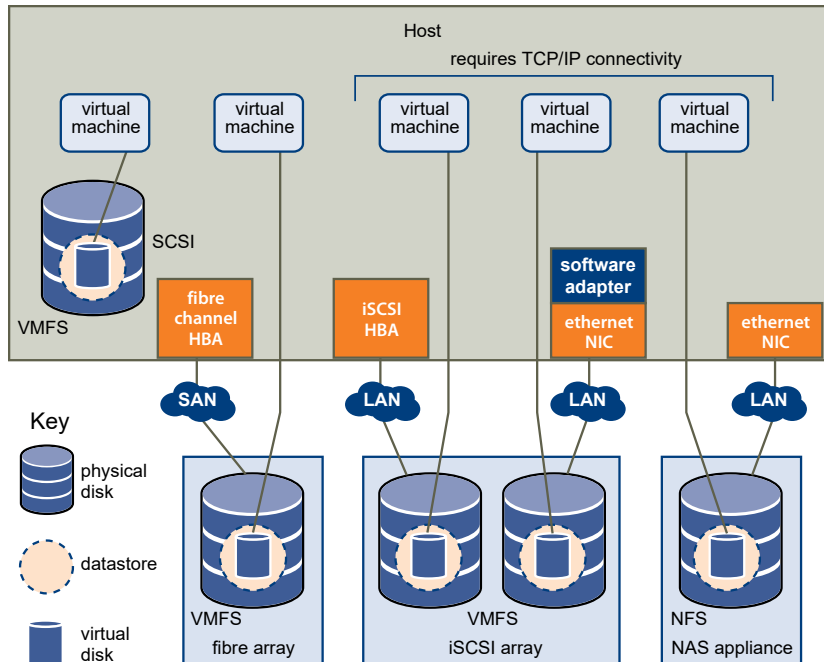 Host
requires TCP/IP connectivity
virtual
machine
virtual
machine
virtual
machine
virtual
machine
virtual
machine
SCSI
VMFS
fibre
channel
HBA
iSCSI
HBA
software
adapter
ethernet
NIC
ethernet
NIC
SAN
LAN
LAN
LAN
Key
physical
disk
datastore
virtual
disk
VMFS
fibre array
VMFS
iSCSI array
NFS
NAS appliance